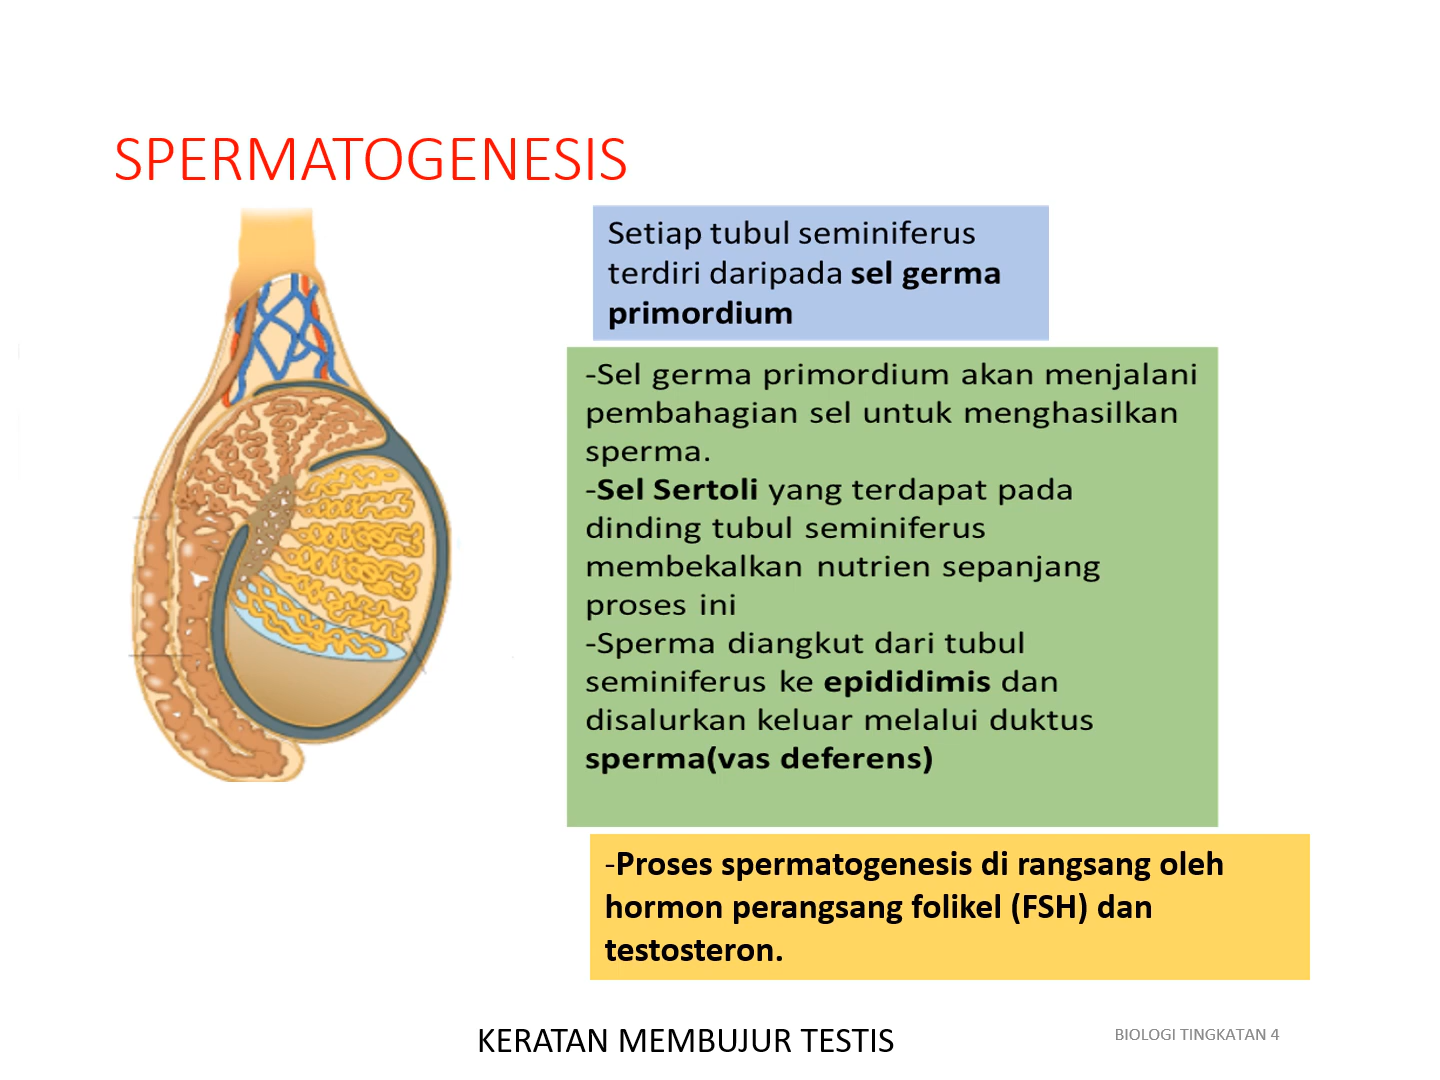 SPERMATOGENESIS
Setiap tubul seminiferus
terdiri daripada sel germa
primordium
-Sel germa primordium akan menjalani
pembahagian sel untuk menghasilkan
sperma.
-Sel Sertoli yang terdapat pada
dinding tubul seminiferus
membekalkan nutrien sepanjang
proses ini
-Sperma diangkut dari tubul
seminiferus ke epididimis dan
disalurkan keluar melalui duktus
sperma(vas deferens)
-Proses spermatogenesis di rangsang oleh
hormon perangsang folikel (FSH) dan
testosteron.
KERATAN MEMBUJUR TESTIS
BIOLOGI TINGKATAN 4